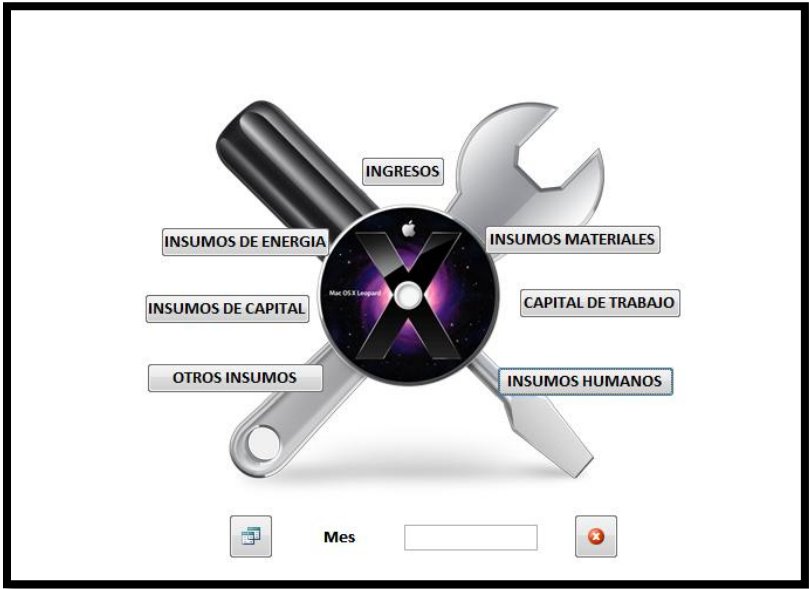 INGRESOS
INSUMOS DE ENERGIA
INSUMOS MATERIALES
Mac OS X Leopard
INSUMOS DE CAPITAL
CAPITAL DE TRABAJO
OTROS INSUMOS
INSUMOS HUMANOS
Mes